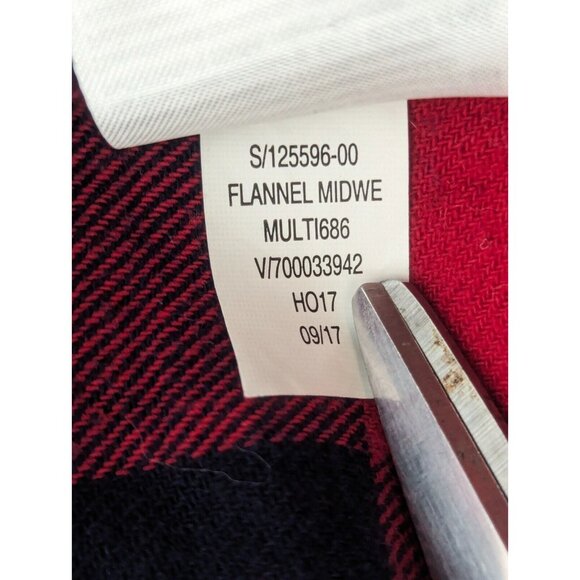 S/125596-00
FLANNEL MIDWE
MULTI686
V/700033942
HO17
09/17